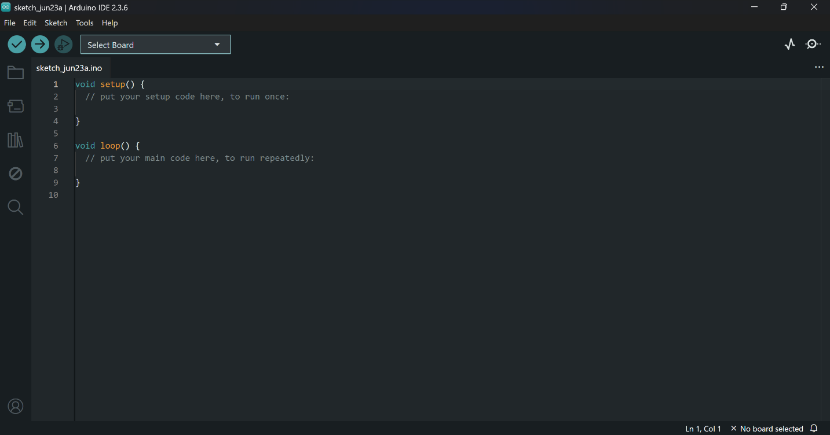 sketch_jun23a | Arduino IDE 2.3.6
File Edit Sketch Tools Help
Select Board
sketch_jun23a.ino
1 void setup() {
2 // put your setup code here, to run once:
3
4 }
5
6 void loop() {
7 // put your main code here, to run repeatedly:
8
9 }
10
Ln 1, Col 1 × No board selected